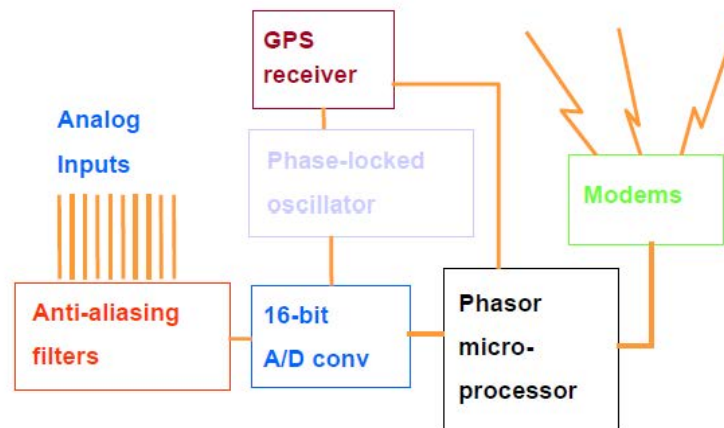 GPS
receiver
Analog
Inputs
Phase-locked
oscillator
Modems
Anti-aliasing
filters
16-bit
A/D conv
Phasor
micro-
processor